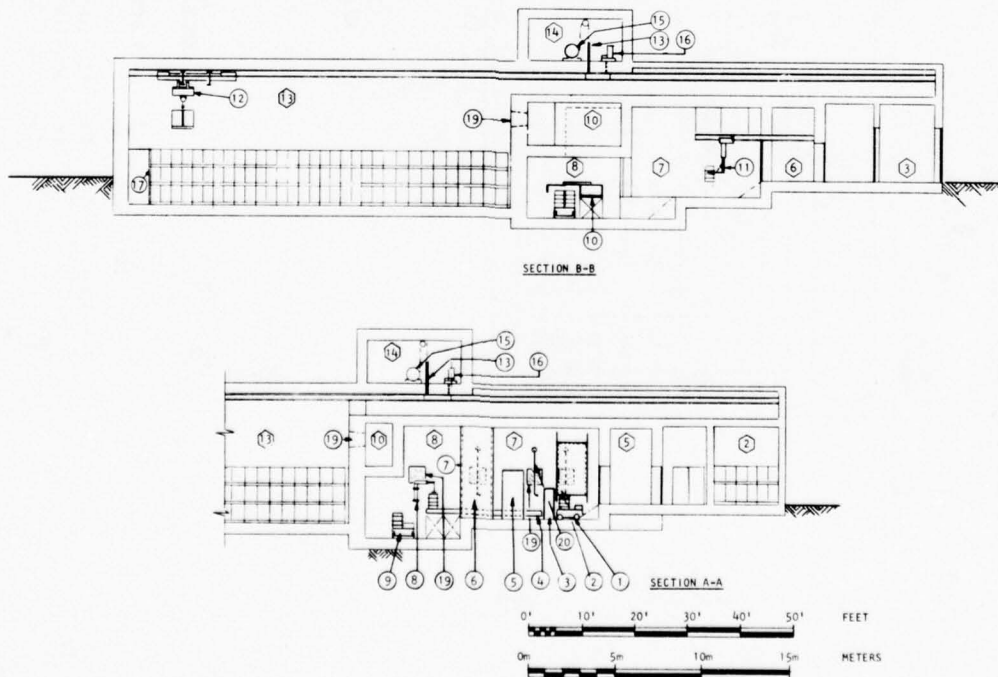 14 15 13 16
12 13
19 10
17 8 7 11 6 3
10
SECTION B-B
14 15 13 16
13 19 10 8 7 7 5 2
9 8 19 6 5 19 4 3 20 2 1
SECTION A-A
0' 10' 20' 30' 40' 50' FEET
0m 5m 10m 15m METERS